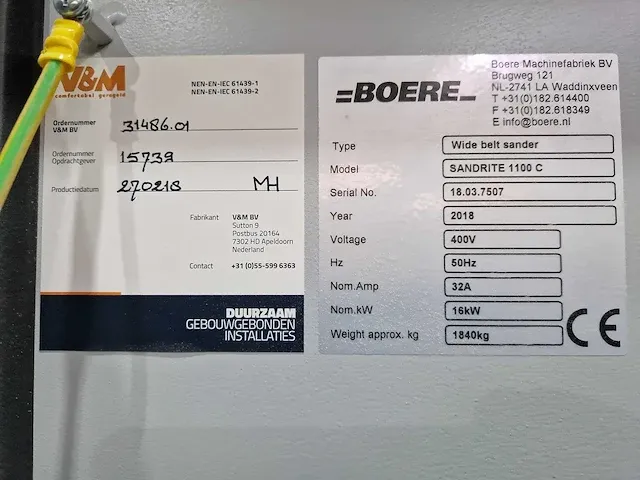 V&M
comfortabel geregeld
NEN-EN-IEC 61439-1
NEN-EN-IEC 61439-2
Ordernummer
V&M BV
31486.01
Ordernummer
Opdrachtgever
15739
Productiedatum
270218 MH
Fabrikant V&M BV
Sutton 9
Postbus 20164
7302 HD Apeldoorn
Nederland
Contact +31 (0)55-599 6363
DUURZAAM
GEBOUWGEBONDEN
INSTALLATIES
BOERE
Boere Machinefabriek BV
Brugweg 121
NL-2741 LA Waddinxveen
T +31(0)182.614400
F +31(0)182.618349
E info@boere.nl
Type Wide belt sander
Model SANDRITE 1100 C
Serial No. 18.03.7507
Year 2018
Voltage 400V
Hz 50Hz
Nom.Amp 32A
Nom.kW 16kW
Weight approx. kg 1840kg
CE